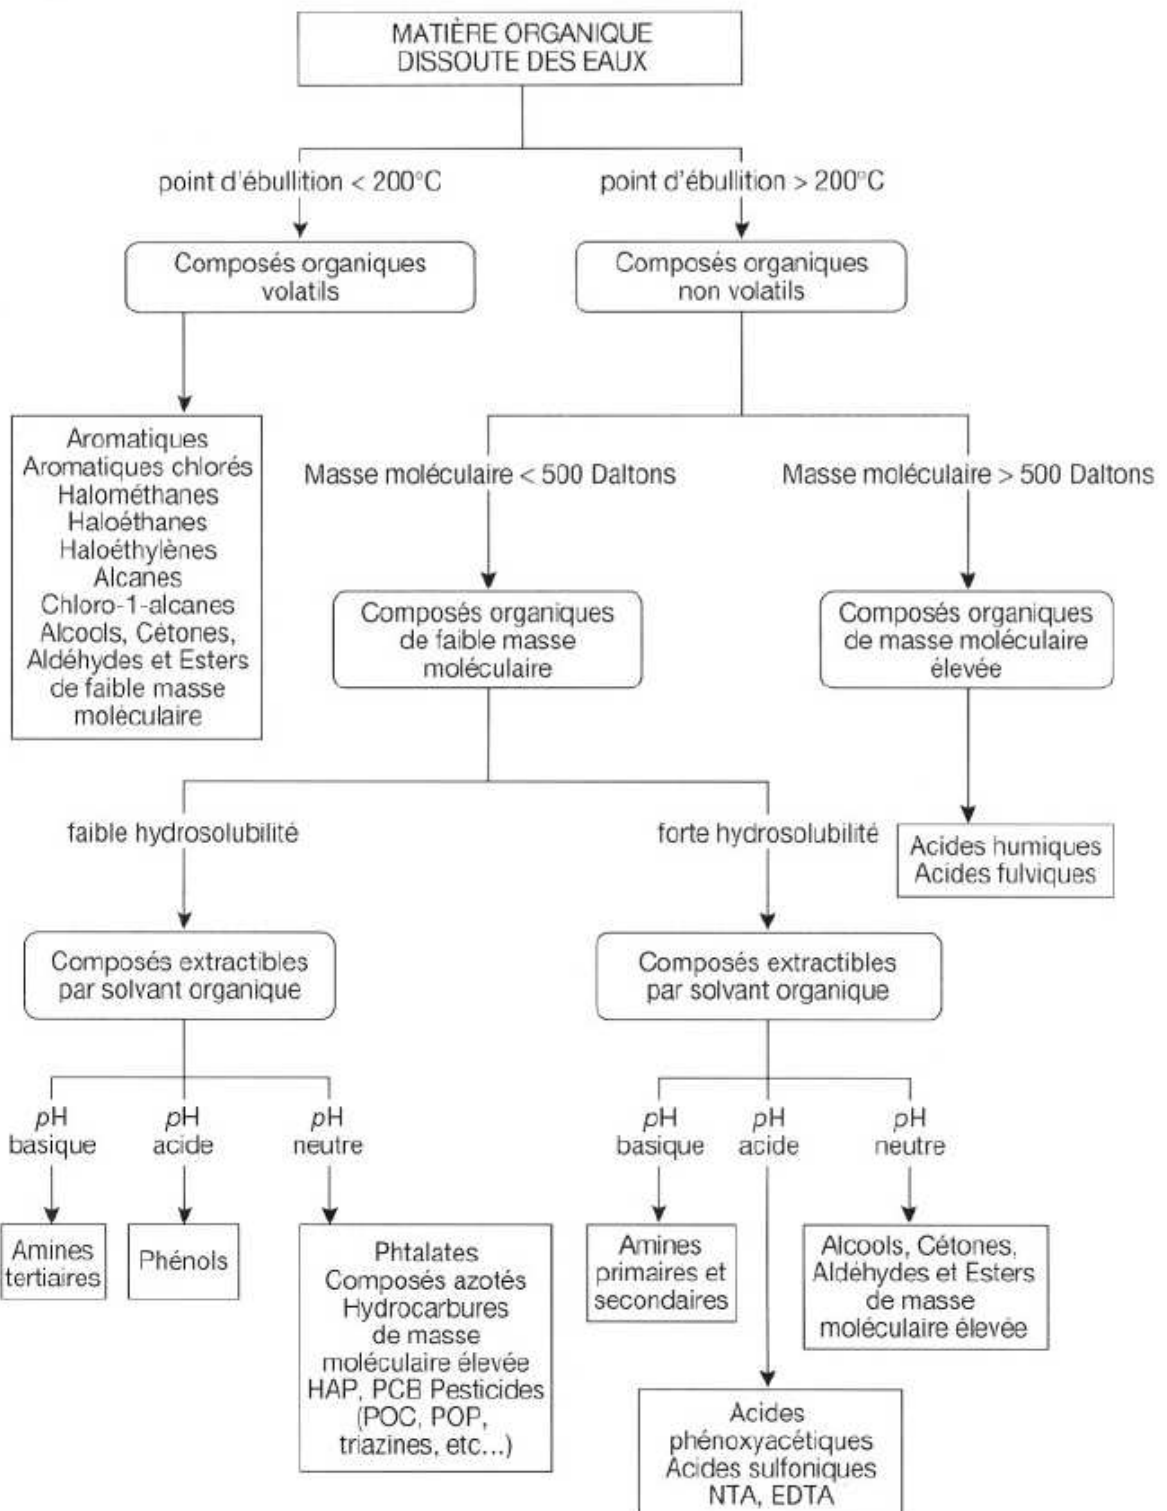 MATIÈRE ORGANIQUE
DISSOUTE DES EAUX
point d'ébullition < 200°C
point d'ébullition > 200°C
Composés organiques
volatils
Composés organiques
non volatils
Aromatiques
Aromatiques chlorés
Halométhanes
Haloéthanes
Haloéthylènes
Alcanes
Chloro-1-alcanes
Alcools, Cétones,
Aldéhydes et Esters
de faible masse
moléculaire
Masse moléculaire < 500 Daltons
Masse moléculaire > 500 Daltons
Composés organiques
de faible masse
moléculaire
Composés organiques
de masse moléculaire
élevée
faible hydrosolubilité
forte hydrosolubilité
Acides humiques
Acides fulviques
Composés extractibles
par solvant organique
Composés extractibles
par solvant organique
pH
basique
pH
acide
pH
neutre
pH
basique
pH
acide
pH
neutre
Amines
tertiaires
Phénols
Phtalates
Composés azotés
Hydrocarbures
de masse
moléculaire élevée
HAP, PCB Pesticides
(POC, POP,
triazines, etc...)
Amines
primaires et
secondaires
Alcools, Cétones,
Aldéhydes et Esters
de masse
moléculaire élevée
Acides
phénoxyacétiques
Acides sulfoniques
NTA, EDTA